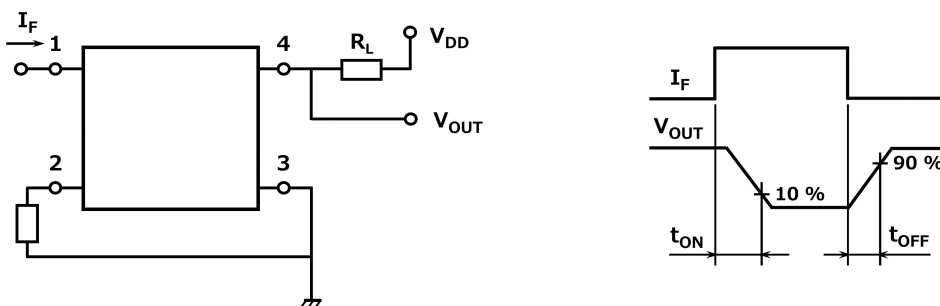 I_F
1
4
R_L
V_DD
V_OUT
2
3
I_F
V_OUT
10 %
90 %
t_ON
t_OFF